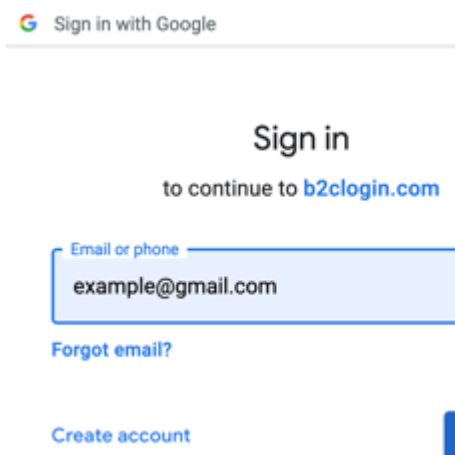 Sign in with Google
Sign in
to continue to b2clogin.com
Email or phone
example@gmail.com
Forgot email?
Create account